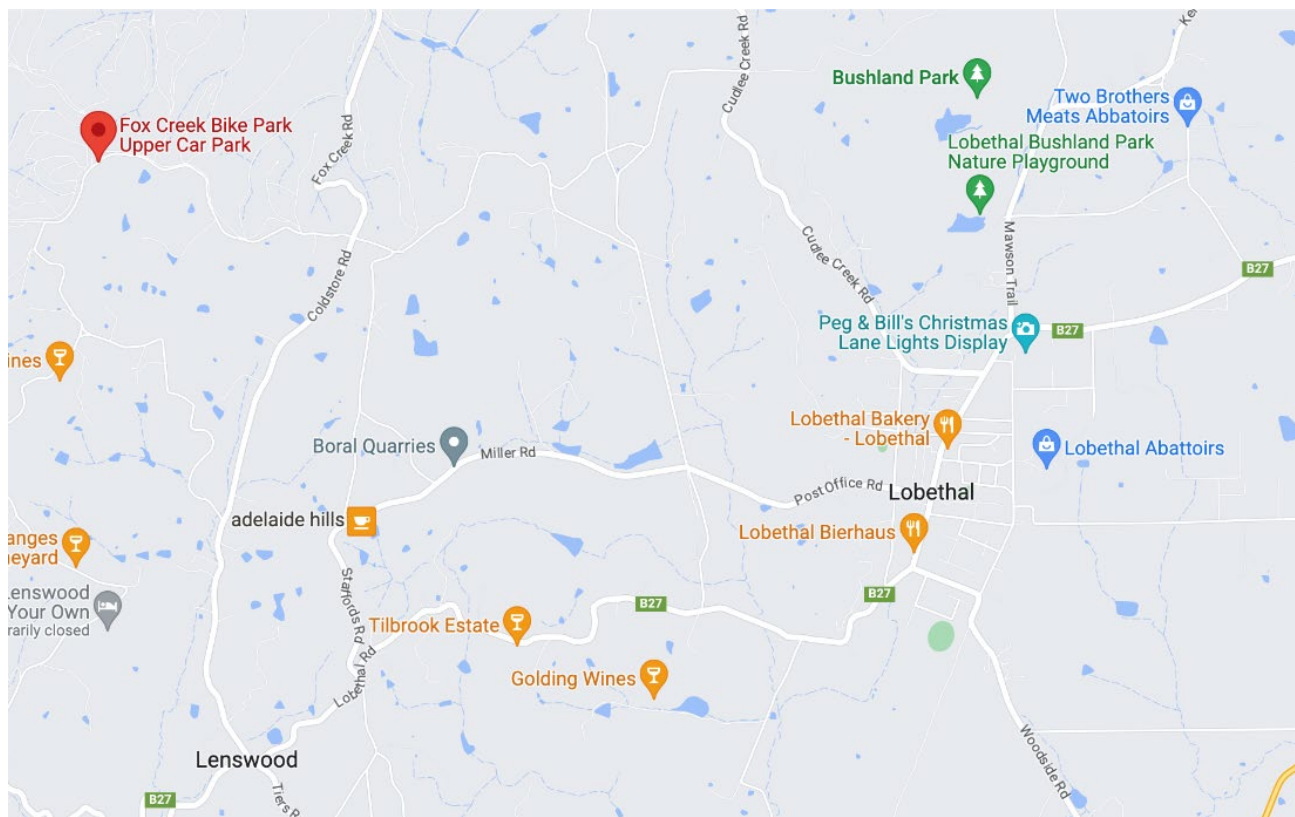 Ke
Cudlee Creek Rd
Bushland Park
Two Brothers
Meats Abbatoirs
Fox Creek Bike Park
Upper Car Park
Fox Creek Rd
Lobethal Bushland Park
Nature Playground
Mawson Trail
Cudlee Creek Rd
B27
Coldstore Rd
Peg & Bill's Christmas
Lane Lights Display
B27
ines
Lobethal Bakery
- Lobethal
Boral Quarries
Miller Rd
Lobethal Abattoirs
Post Office Rd
Lobethal
adelaide hills
Lobethal Bierhaus
anges
neyard
Lenswood
Your Own
rarily closed
Staffords Rd
B27
B27
Tilbrook Estate
Lobethal Rd
Golding Wines
Woodside Rd
Lenswood
Tiers R
B27